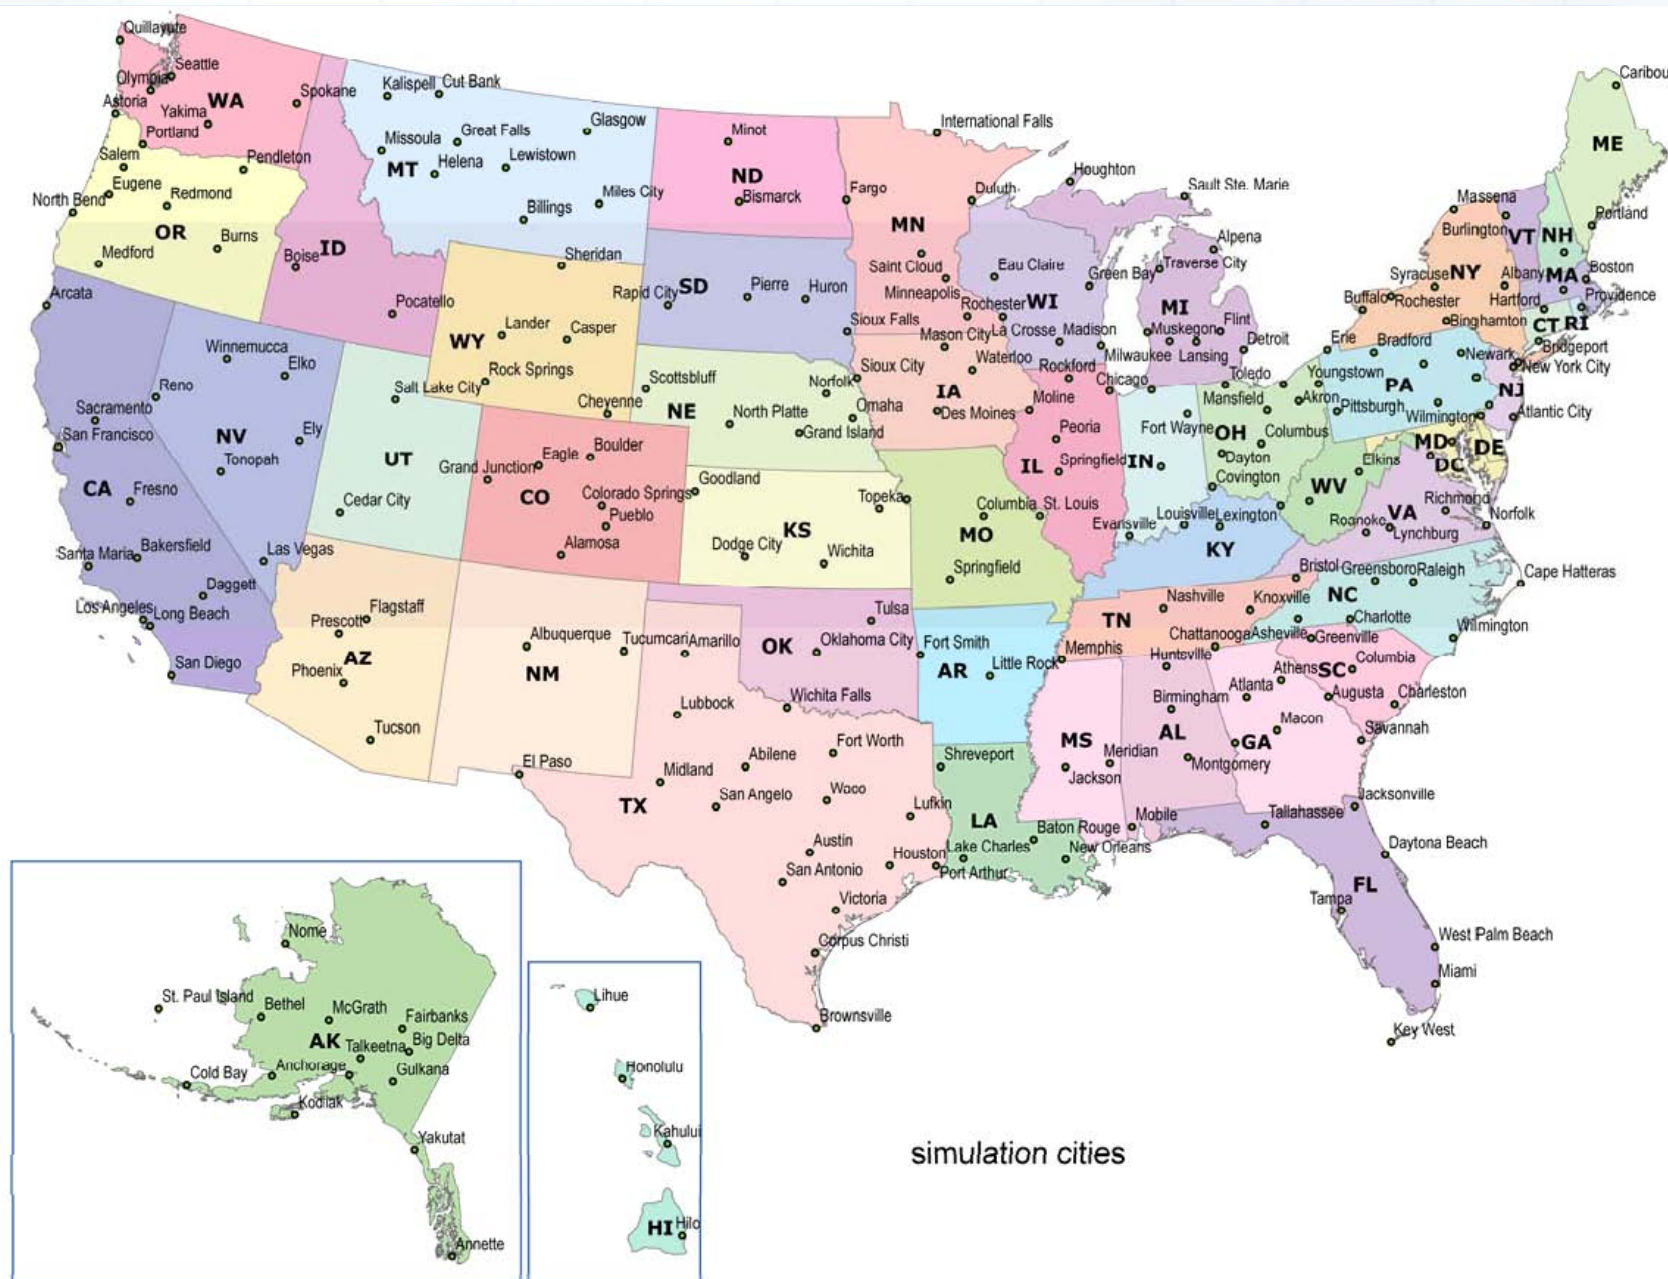 Quillayute
Seattle
Olympia
Astoria
WA
Spokane
Yakima
Portland
Salem
Pendleton
Eugene
Redmond
North Bend
OR
Burns
Medford
ID
Boise
Pocatello
Kalispell
Cut Bank
Glasgow
Missoula
Great Falls
MT
Helena
Lewistown
Miles City
Billings
Minot
ND
Bismarck
Fargo
International Falls
Duluth
MN
Saint Cloud
Minneapolis
Rochester
Houghton
Sault Ste. Marie
Alpena
Traverse City
MI
Muskegon
Flint
Lansing
Detroit
Eau Claire
Green Bay
WI
La Crosse
Madison
Milwaukee
Sheridan
WY
Lander
Casper
Rock Springs
Cheyenne
Rapid City
SD
Pierre
Huron
Sioux Falls
Mason City
Sioux City
Waterloo
IA
Des Moines
Scottsbluff
Norfolk
NE
North Platte
Omaha
Grand Island
Arcata
Winnemucca
Elko
Reno
Sacramento
San Francisco
NV
Ely
Tonopah
CA
Fresno
Las Vegas
Santa Maria
Bakersfield
Daggett
Los Angeles
Long Beach
San Diego
Salt Lake City
UT
Cedar City
Boulder
Eagle
Grand Junction
CO
Colorado Springs
Pueblo
Alamosa
Goodland
Topeka
KS
Dodge City
Wichita
Columbia
St. Louis
MO
Springfield
Rockford
Chicago
Moline
Peoria
IL
Springfield
IN
Fort Wayne
Evansville
Toledo
Mansfield
Akron
Youngstown
OH
Columbus
Dayton
Covington
Louisville
Lexington
KY
WV
Elkins
Erie
Bradford
PA
Pittsburgh
Wilmington
Newark
New York City
NJ
Atlantic City
MD
DE
DC
Richmond
VA
Norfolk
Roanoke
Lynchburg
Caribou
ME
Portland
Massena
Burlington
VT
NH
Syracuse
NY
Albany
MA
Boston
Buffalo
Rochester
Hartford
Providence
Binghamton
CT
RI
Bridgeport
Flagstaff
Prescott
AZ
Phoenix
Tucson
Albuquerque
Tucumcari
NM
El Paso
Amarillo
Lubbock
Wichita Falls
Abilene
Fort Worth
Midland
San Angelo
Waco
TX
Lufkin
Austin
Houston
San Antonio
Port Arthur
Victoria
Corpus Christi
Brownsville
Tulsa
OK
Oklahoma City
Fort Smith
AR
Little Rock
Shreveport
LA
Baton Rouge
Lake Charles
New Orleans
Nashville
Knoxville
TN
Memphis
Chattanooga
Bristol
Greensboro
Raleigh
Cape Hatteras
NC
Charlotte
Asheville
Wilmington
Greenville
SC
Columbia
Charleston
Huntsville
Birmingham
AL
Montgomery
Mobile
MS
Meridian
Jackson
Athens
Atlanta
Augusta
Macon
GA
Savannah
Jacksonville
Tallahassee
Daytona Beach
FL
Tampa
West Palm Beach
Miami
Key West
Nome
St. Paul Island
Bethel
McGrath
Fairbanks
AK
Talkeetna
Big Delta
Anchorage
Gulkana
Cold Bay
Kodiak
Yakutat
Annette
Lihue
Honolulu
Kahului
HI
Hilo
simulation cities